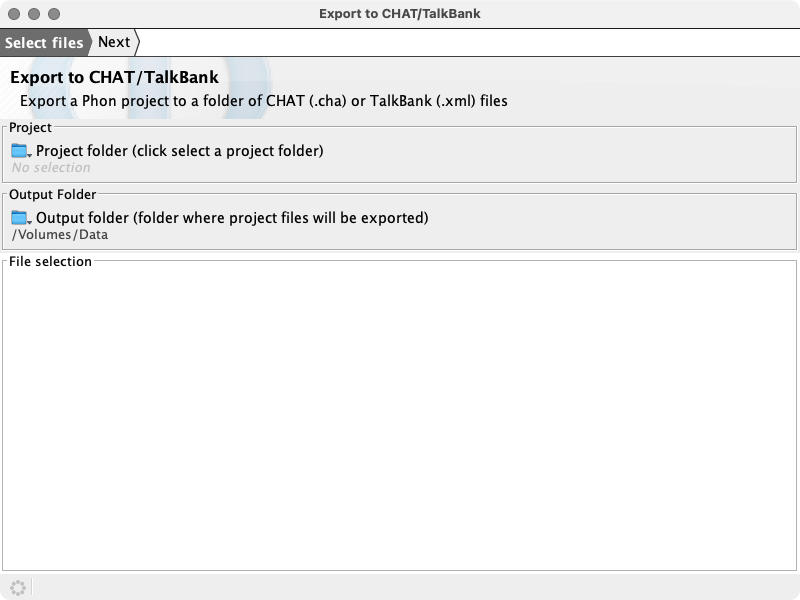 Export to CHAT/TalkBank
Select files Next
Export to CHAT/TalkBank
Export a Phon project to a folder of CHAT (.cha) or TalkBank (.xml) files
Project
Project folder (click select a project folder)
No selection
Output Folder
Output folder (folder where project files will be exported)
/Volumes/Data
File selection